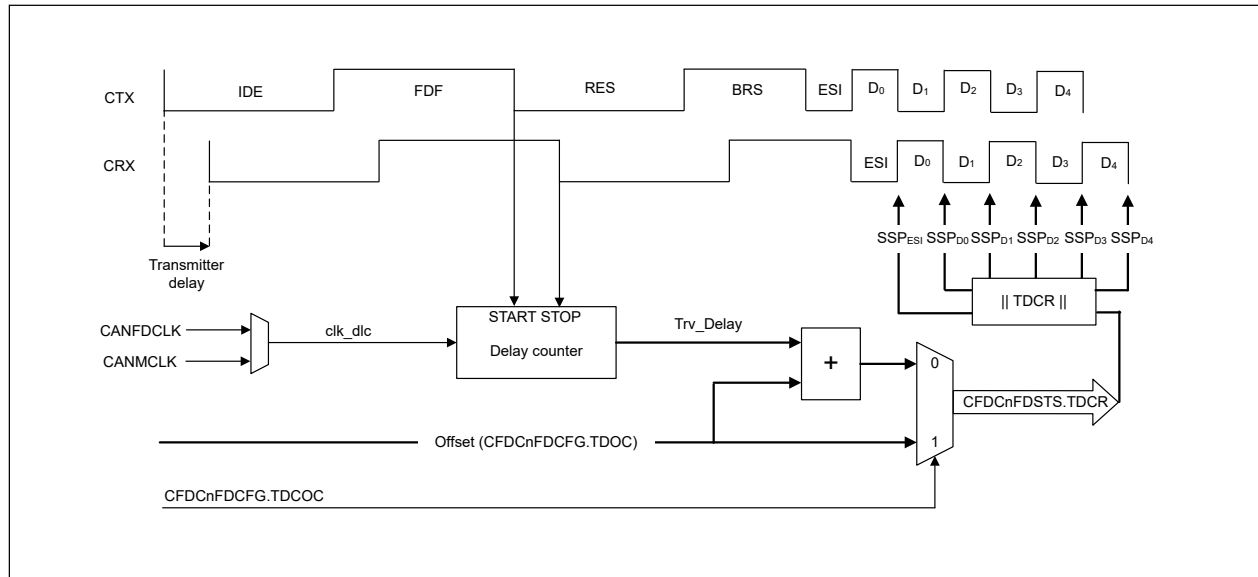 CTX
IDE
FDF
RES
BRS
ESI
D0
D1
D2
D3
D4
CRX
ESI
D0
D1
D2
D3
D4
SSPESI
SSPD0
SSPD1
SSPD2
SSPD3
SSPD4
Transmitter
delay
|| TDCR ||
CANFDCLK
CANMCLK
clk_dlc
START STOP
Delay counter
Trv_Delay
+
0
1
CFDCnFDSTS.TDCR
Offset (CFDCnFDCFG.TDOC)
CFDCnFDCFG.TDCOC